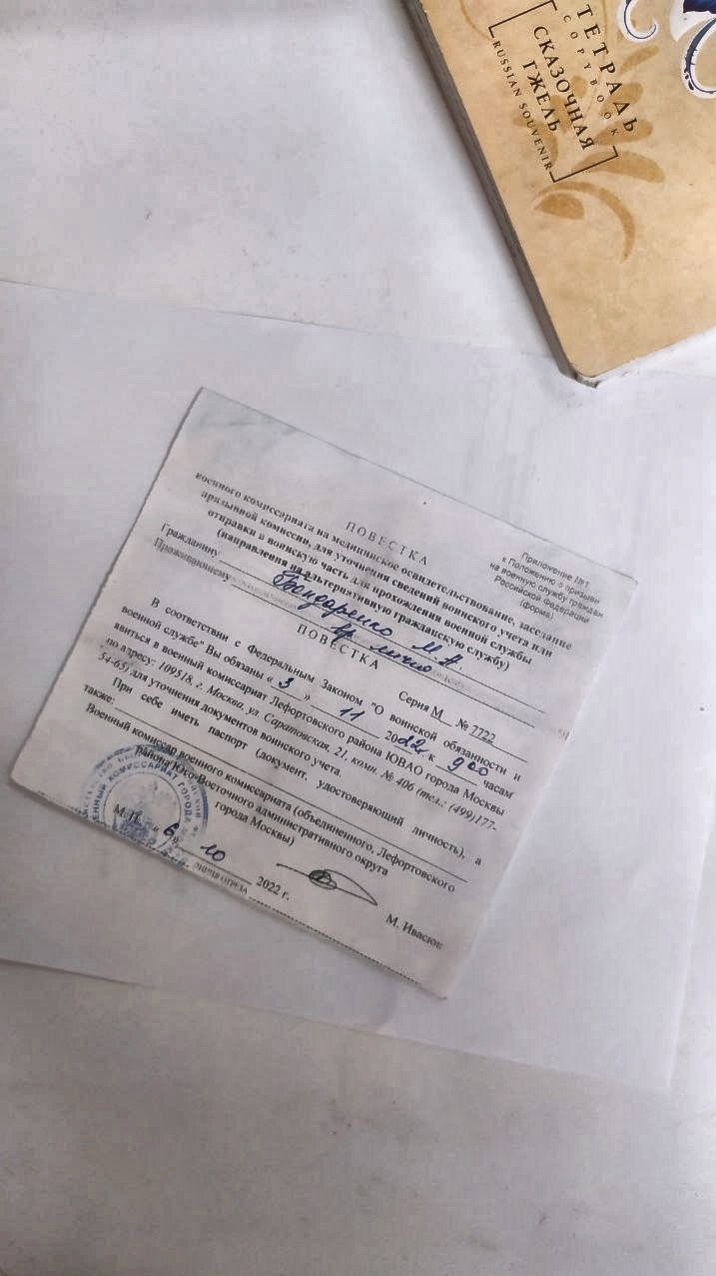 ТЕТРАДЬ
COPYBOOK
СКАЗОЧНАЯ
ГЖЕЛЬ
RUSSIAN SOUVENIR
Приложение №1
к Положению о призыве
на военную службу граждан
Российской Федерации
(форма)
ПОВЕСТКА
военного комиссариата на медицинское освидетельствование, заседание
призывной комиссии, для уточнения сведений воинского учета или
отправки в воинскую часть для прохождения военной службы
(направления на альтернативную гражданскую службу)
Гражданину Бондаренко М. А.
Проживающему лично
ПОВЕСТКА
Серия М № 7722
В соответствии с Федеральным Законом "О воинской обязанности и
военной службе" Вы обязаны « 3 » 11 2022г. к 900 часам
явиться в военный комиссариат Лефортовского района ЮВАО города Москвы
по адресу: 109518, г. Москва, ул. Саратовская, 21, комн. № 406 (тел.: (499)177-
54-65) для уточнения документов воинского учета.
При себе иметь паспорт (документ, удостоверяющий личность), а
также:
Военный комиссар военного комиссариата (объединенного, Лефортовского
района Юго-Восточного административного округа
города Москвы)
М. П. « 6 » 10 2022 г.
М. Ивасюк
ЛИНИЯ ОТРЕЗА